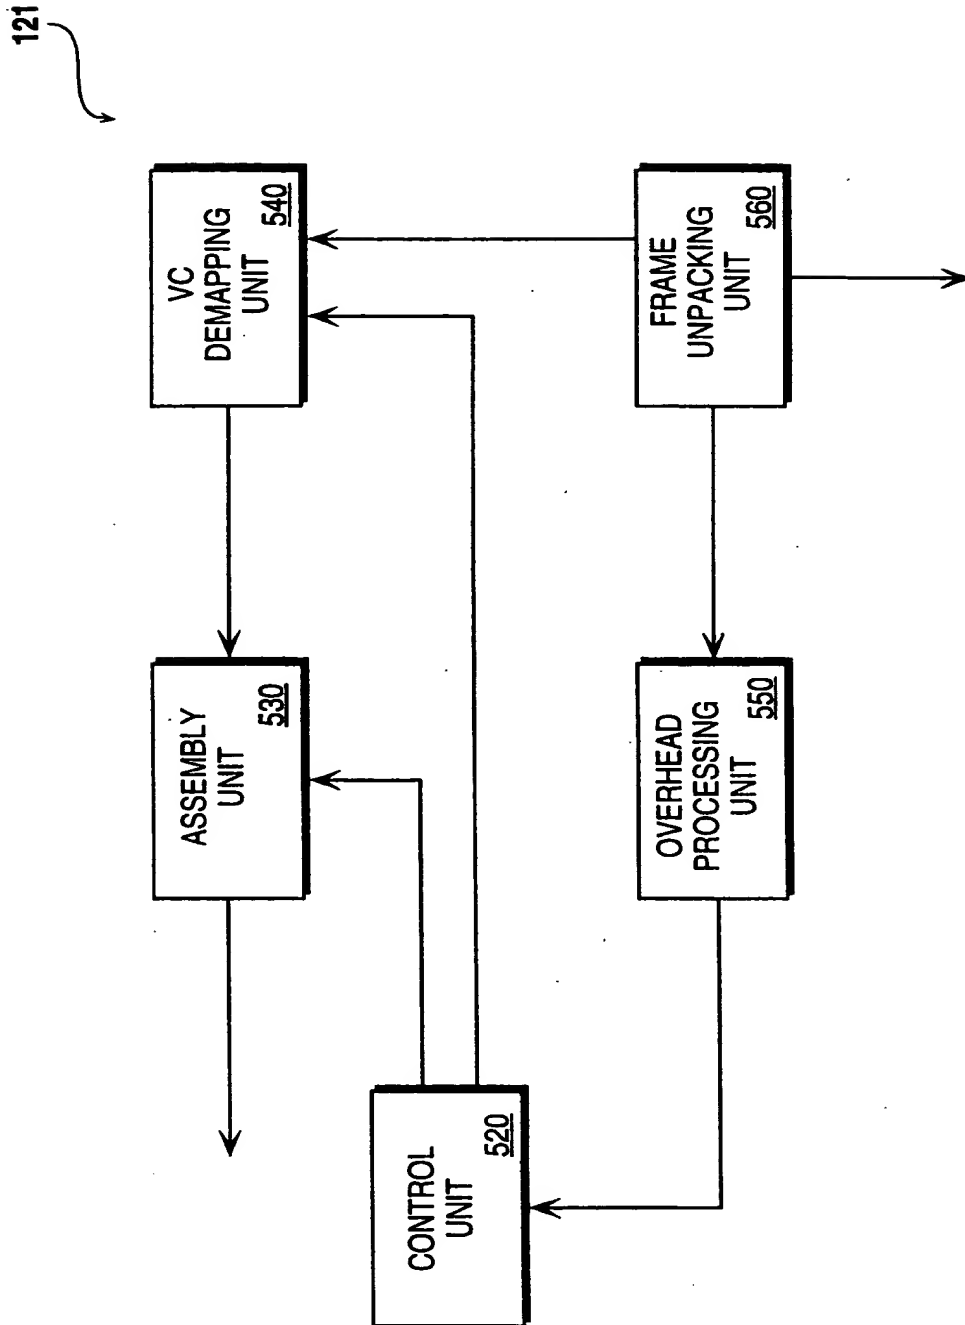 121
VC
DEMAPPING
UNIT
540
FRAME
UNPACKING
UNIT
560
ASSEMBLY
UNIT
530
OVERHEAD
PROCESSING
UNIT
550
CONTROL
UNIT
520